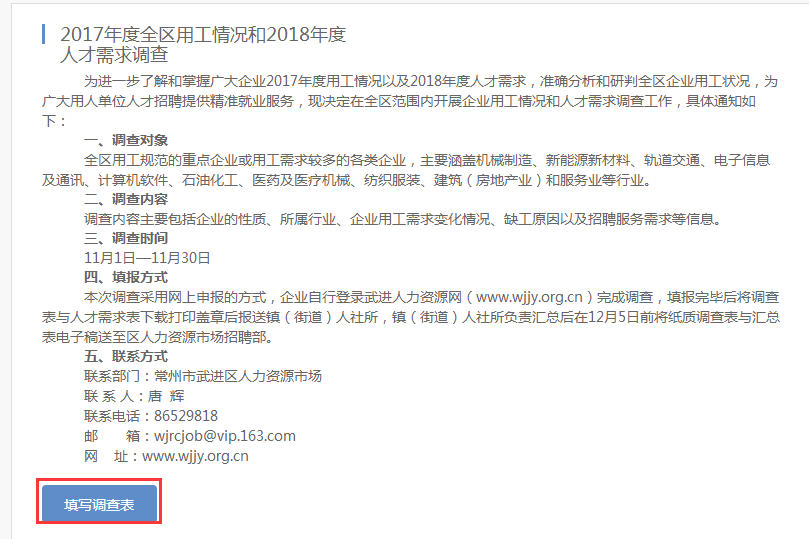 2017年度全区用工情况和2018年度
人才需求调查
为进一步了解和掌握广大企业2017年度用工情况以及2018年度人才需求，准确分析和研判全区企业用工状况，为
广大用人单位人才招聘提供精准就业服务，现决定在全区范围内开展企业用工情况和人才需求调查工作，具体通知如
下：
一、调查对象
全区用工规范的重点企业或用工需求较多的各类企业，主要涵盖机械制造、新能源新材料、轨道交通、电子信息
及通讯、计算机软件、石油化工、医药及医疗机械、纺织服装、建筑（房地产业）和服务业等行业。
二、调查内容
调查内容主要包括企业的性质、所属行业、企业用工需求变化情况、缺工原因以及招聘服务需求等信息。
三、调查时间
11月1日—11月30日
四、填报方式
本次调查采用网上申报的方式，企业自行登录武进人力资源网（www.wjjy.org.cn）完成调查，填报完毕后将调查
表与人才需求表下载打印盖章后报送镇（街道）人社所，镇（街道）人社所负责汇总后在12月5日前将纸质调查表与汇总
表电子稿送至区人力资源市场招聘部。
五、联系方式
联系部门：常州市武进区人力资源市场
联 系 人：唐 辉
联系电话：86529818
邮 箱：wjrcjob@vip.163.com
网 址：www.wjjy.org.cn
填写调查表